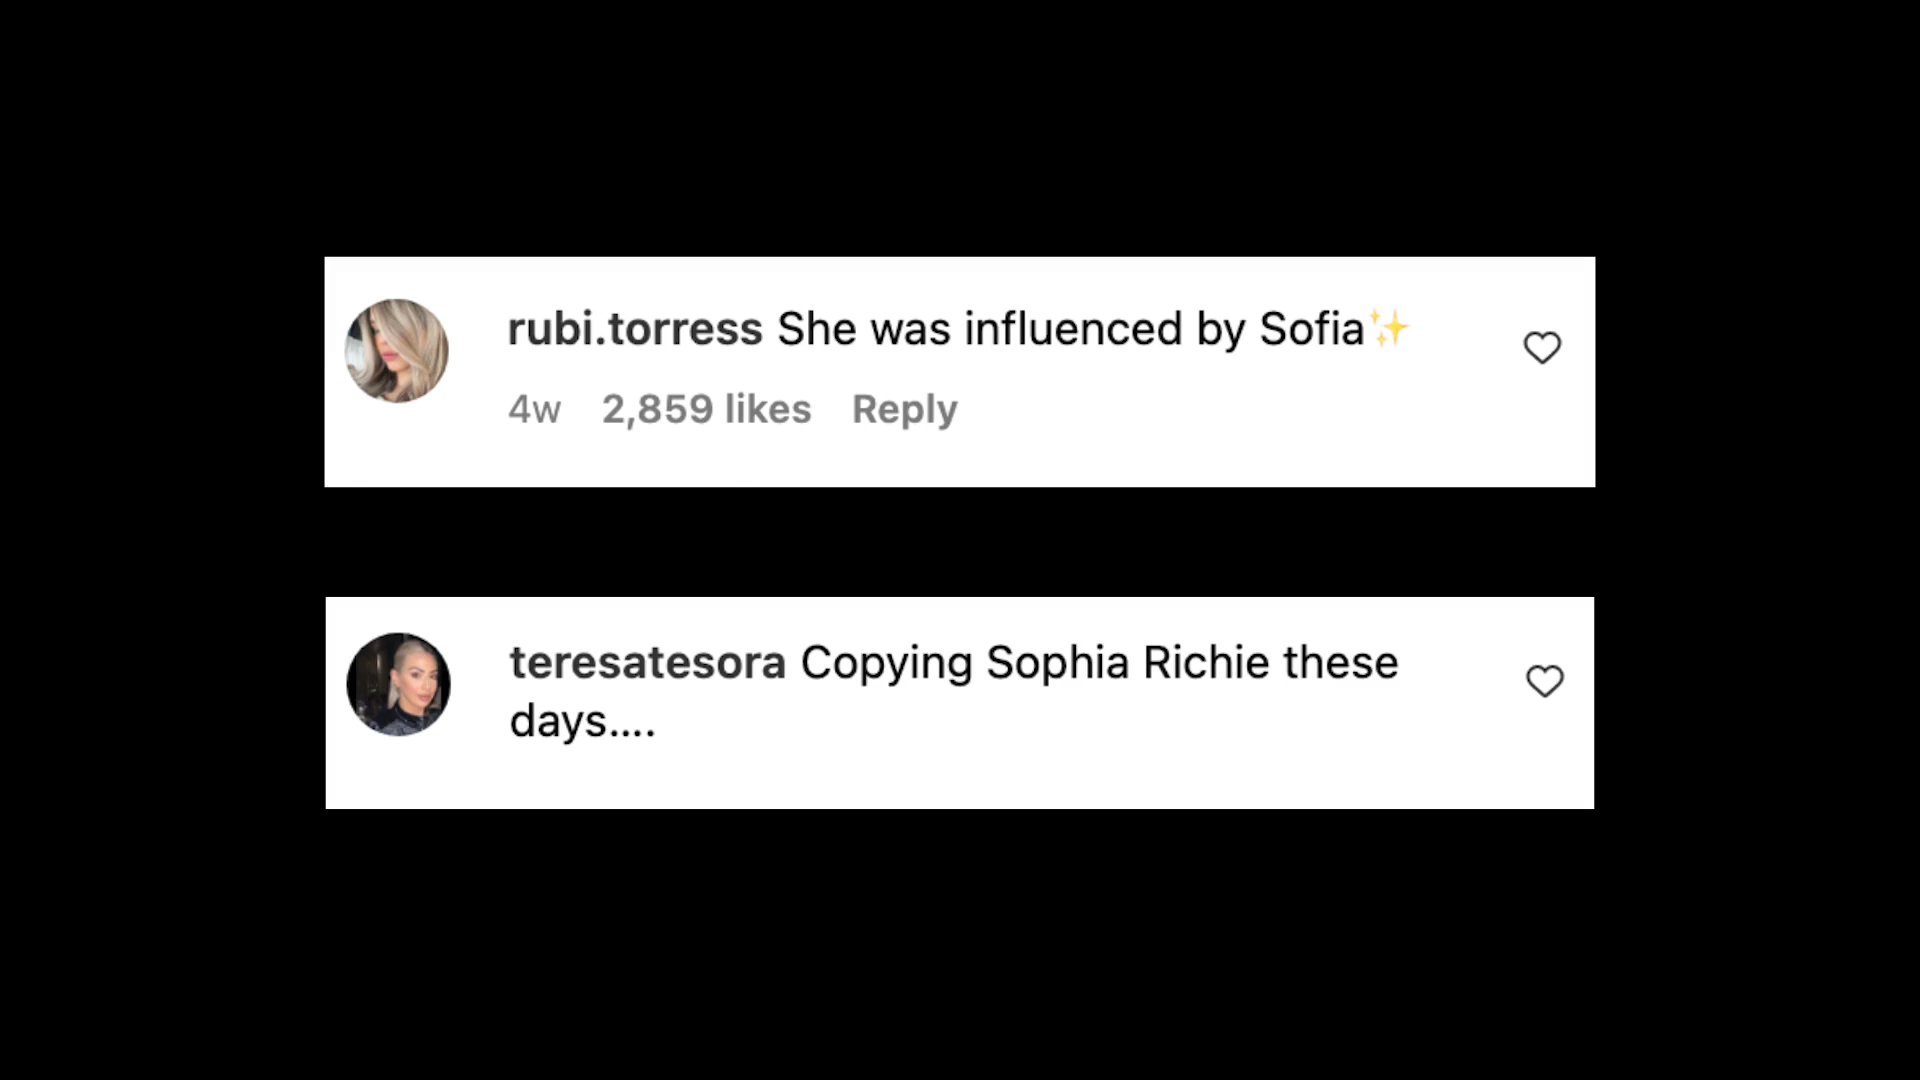 rubi.torress She was influenced by Sofia✨
4w 2,859 likes Reply
teresatesora Copying Sophia Richie these
days....